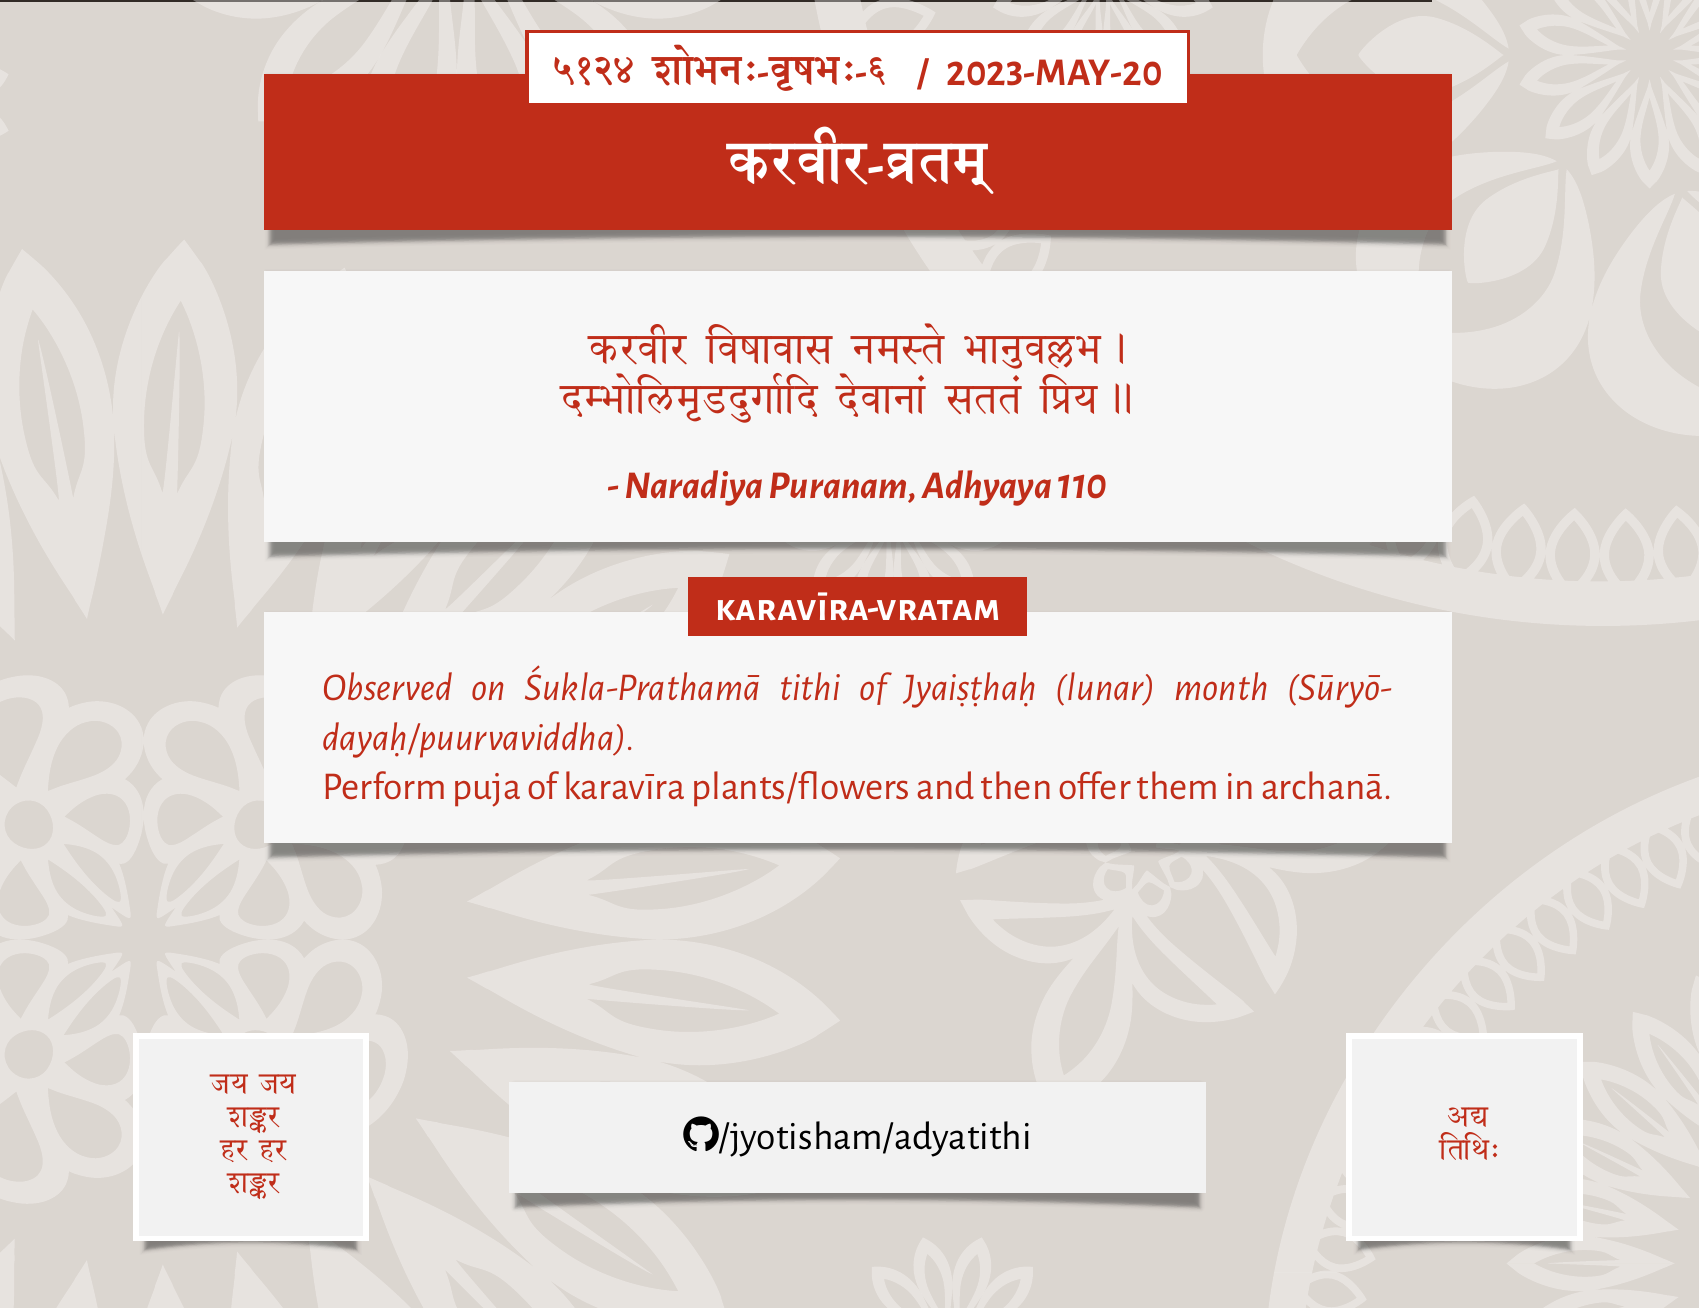 ५१२४ शोभनः-वृषभः-६ / 2023-MAY-20
करवीर-व्रतम्
करवीर विषावास नमस्ते भानुवल्लभ ।
दम्भोलिमृडदुर्गादि देवानां सततं प्रिय ॥
- Naradiya Puranam, Adhyaya 110
KARAVĪRA-VRATAM
Observed on Śukla-Prathamā tithi of Jyaiṣṭhaḥ (lunar) month (Sūryō-
dayaḥ/puurvaviddha).
Perform puja of karavīra plants/flowers and then offer them in archanā.
जय जय
शङ्कर
हर हर
शङ्कर
/jyotisham/adyatithi
अद्य
तिथिः